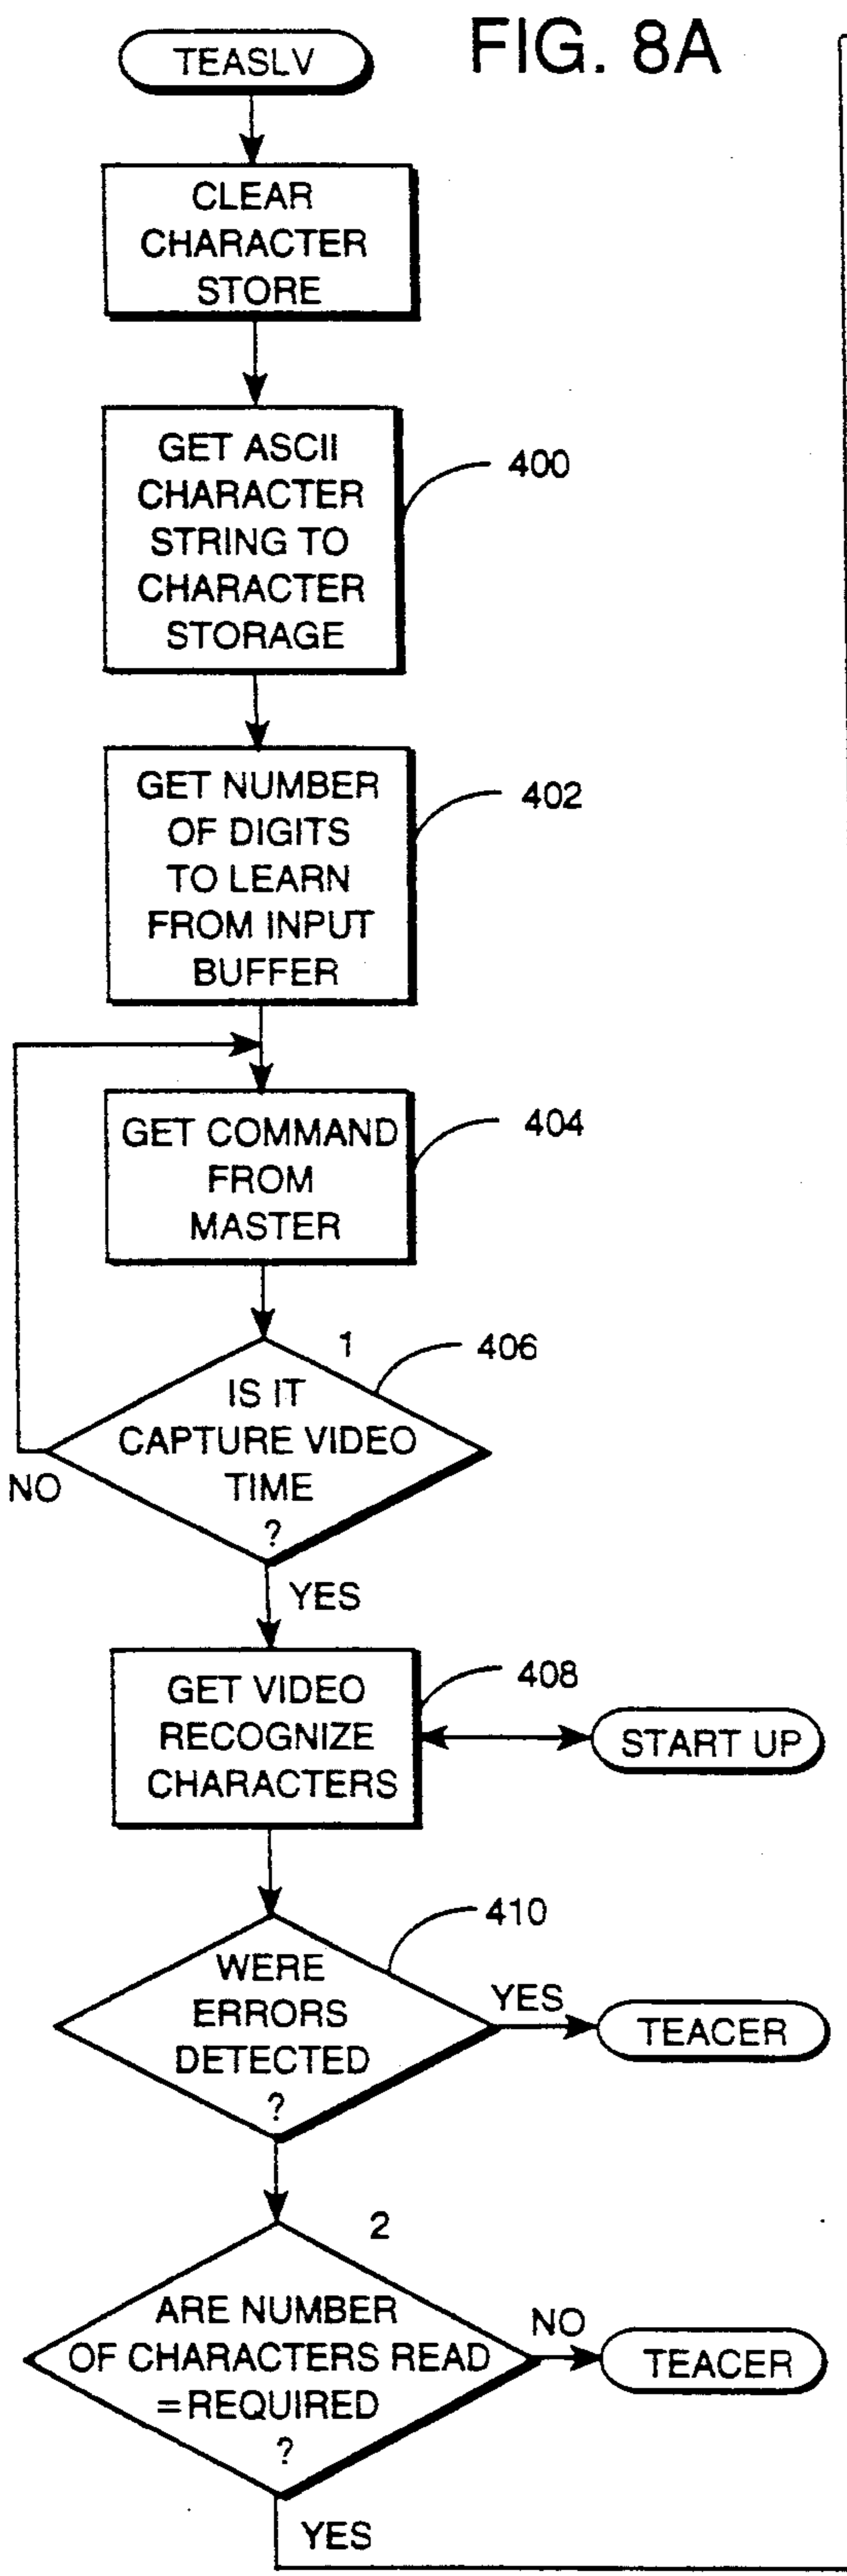 FIG. 8A
TEASLV
CLEAR
CHARACTER
STORE
GET ASCII
CHARACTER
STRING TO
CHARACTER
STORAGE
400
GET NUMBER
OF DIGITS
TO LEARN
FROM INPUT
BUFFER
402
GET COMMAND
FROM
MASTER
404
1
406
IS IT
CAPTURE VIDEO
TIME
?
NO
YES
GET VIDEO
RECOGNIZE
CHARACTERS
408
START UP
410
WERE
ERRORS
DETECTED
?
YES
TEACER
2
ARE NUMBER
OF CHARACTERS READ
=REQUIRED
?
NO
TEACER
YES